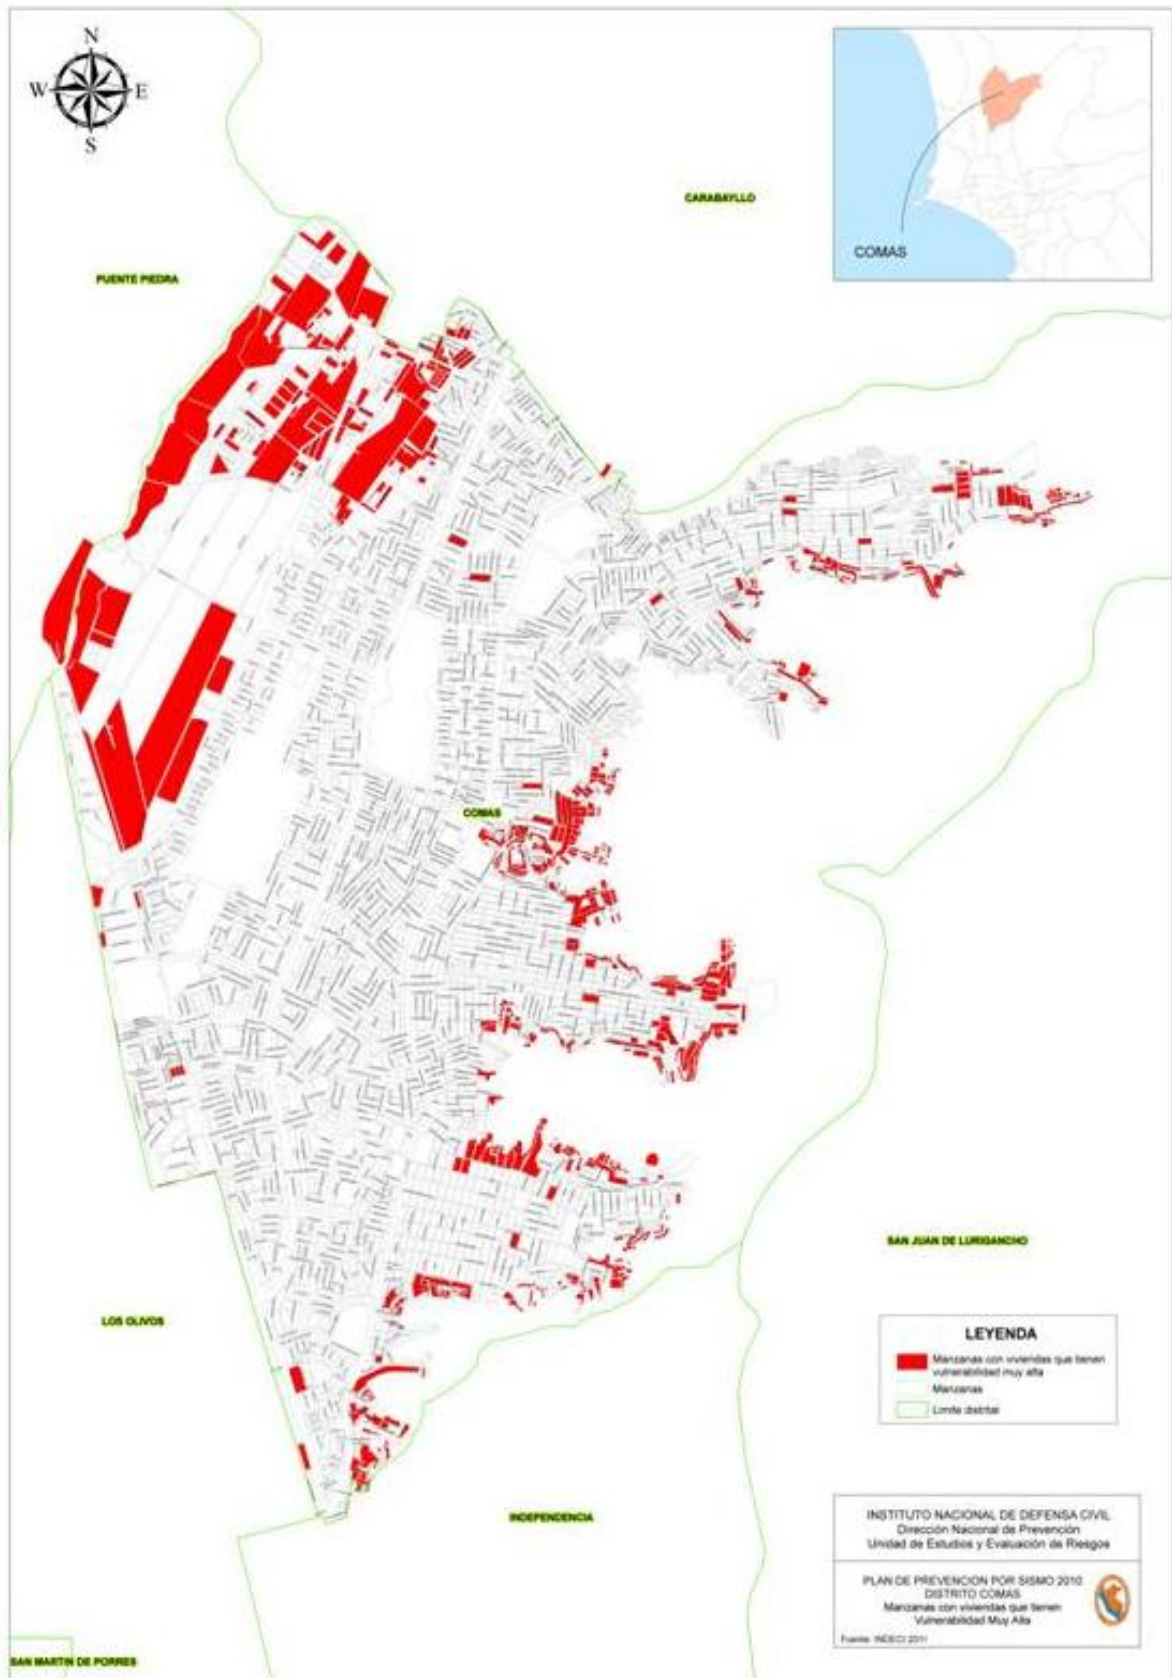 N
W E
S
COMAS
CARABAYLLO
PUENTE PIEDRA
COMAS
SAN JUAN DE LURIGANCHO
LOS OLIVOS
LEYENDA
Manzanas con viviendas que tienen
vulnerabilidad muy alta
Manzanas
Limite distrital
INDEPENDENCIA
INSTITUTO NACIONAL DE DEFENSA CIVIL
Dirección Nacional de Prevención
Unidad de Estudios y Evaluación de Riesgos
PLAN DE PREVENCION POR SISMO 2010
DISTRITO COMAS
Manzanas con viviendas que tienen
Vulnerabilidad Muy Alta
Fuente: INDECI 2011
SAN MARTIN DE PORRES